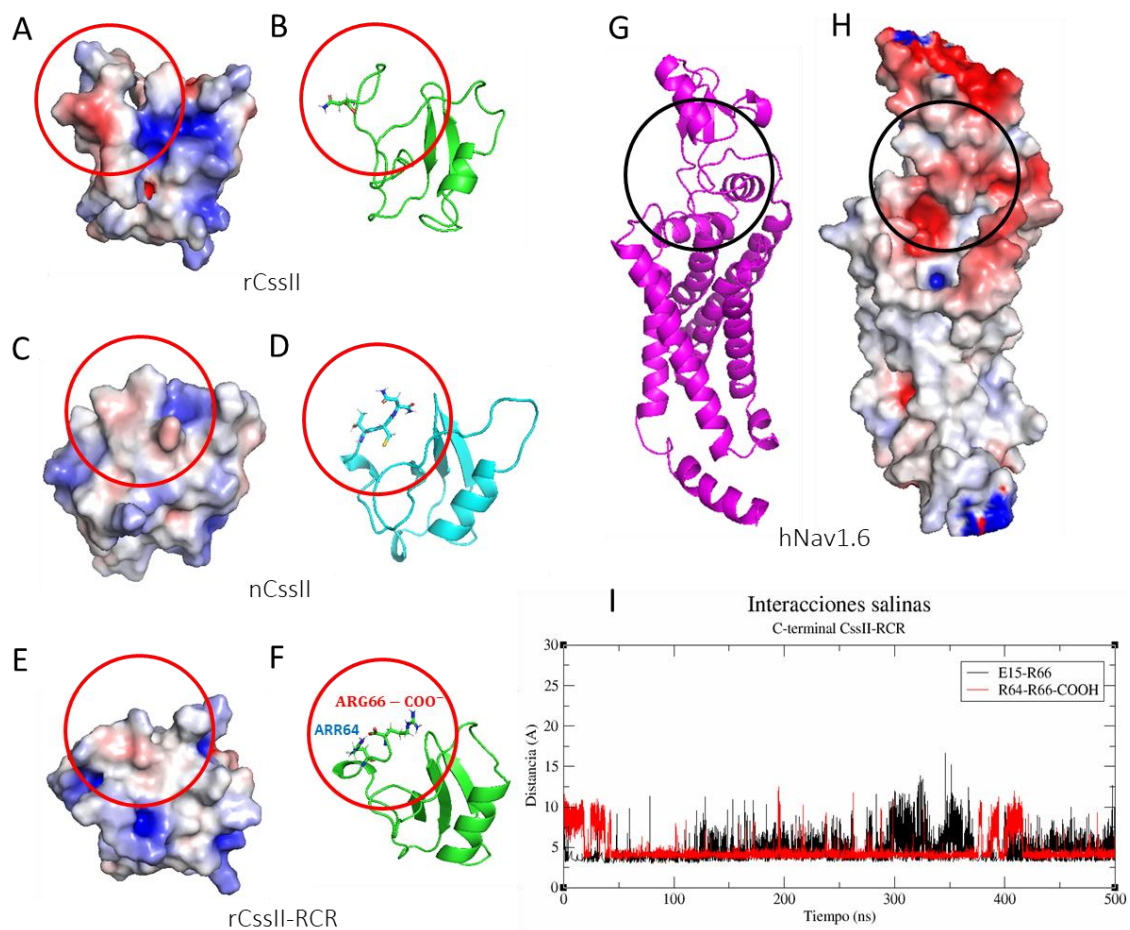 A
B
rCssII
C
D
nCssII
E
F
ARG66 – COO⁻
ARR64
rCssII-RCR
G
H
hNav1.6
I
Interacciones salinas
C-terminal CssII-RCR
E15-R66
R64-R66-COOH
Distancia (A)
30
25
20
15
10
5
0
0
100
200
300
400
500
Tiempo (ns)